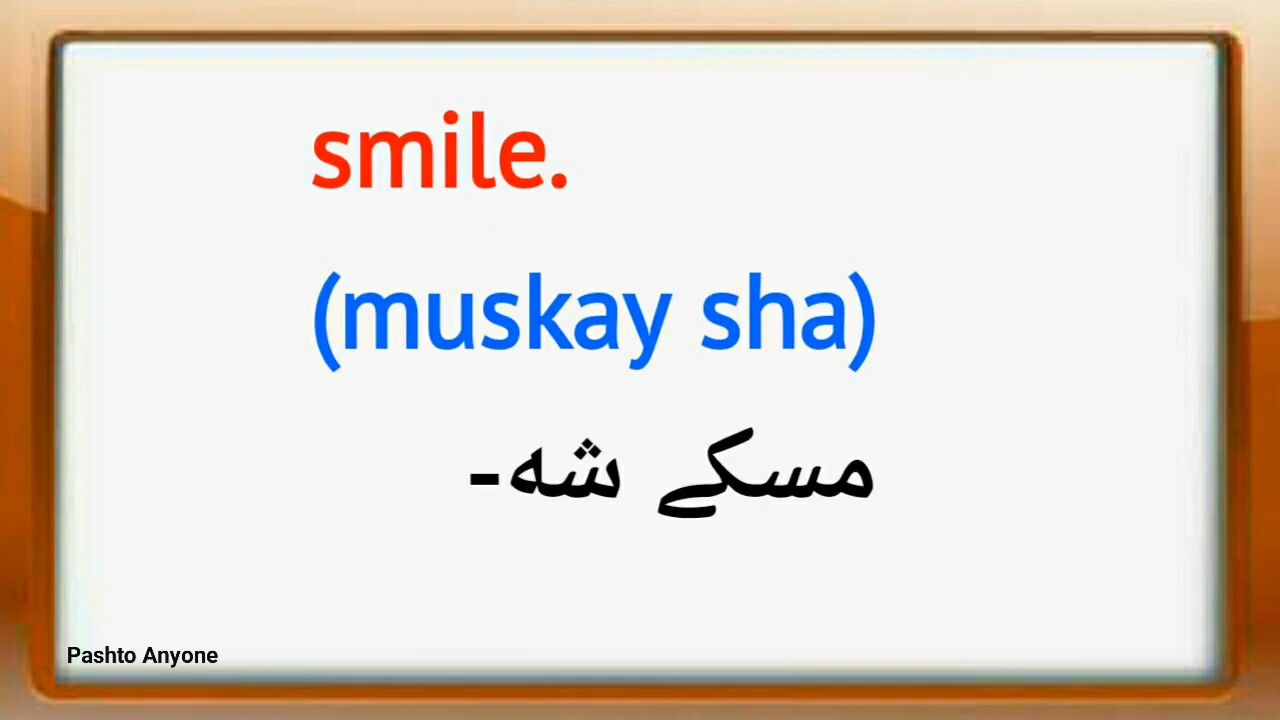 smile.
(muskay sha)
مسکے شه-
Pashto Anyone